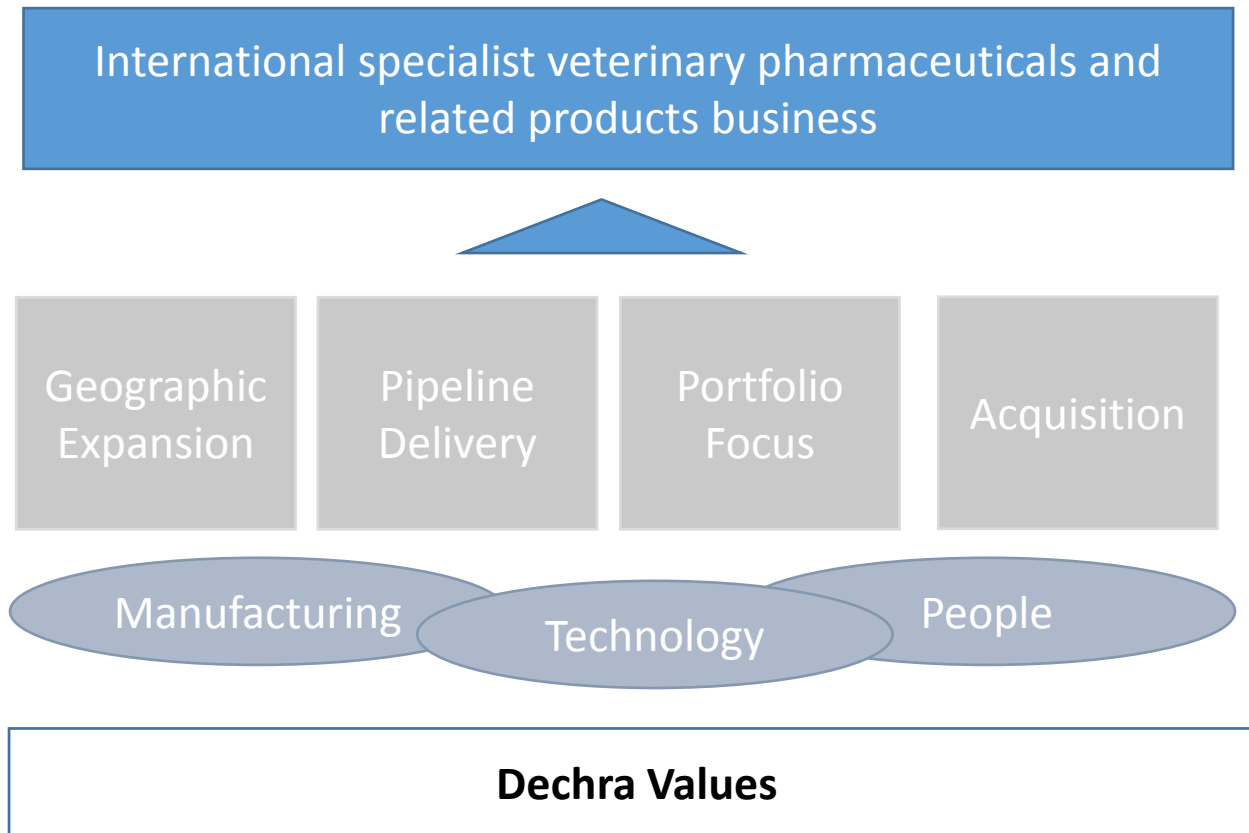 International specialist veterinary pharmaceuticals and
related products business
Geographic
Expansion
Pipeline
Delivery
Portfolio
Focus
Acquisition
Manufacturing
Technology
People
Dechra Values